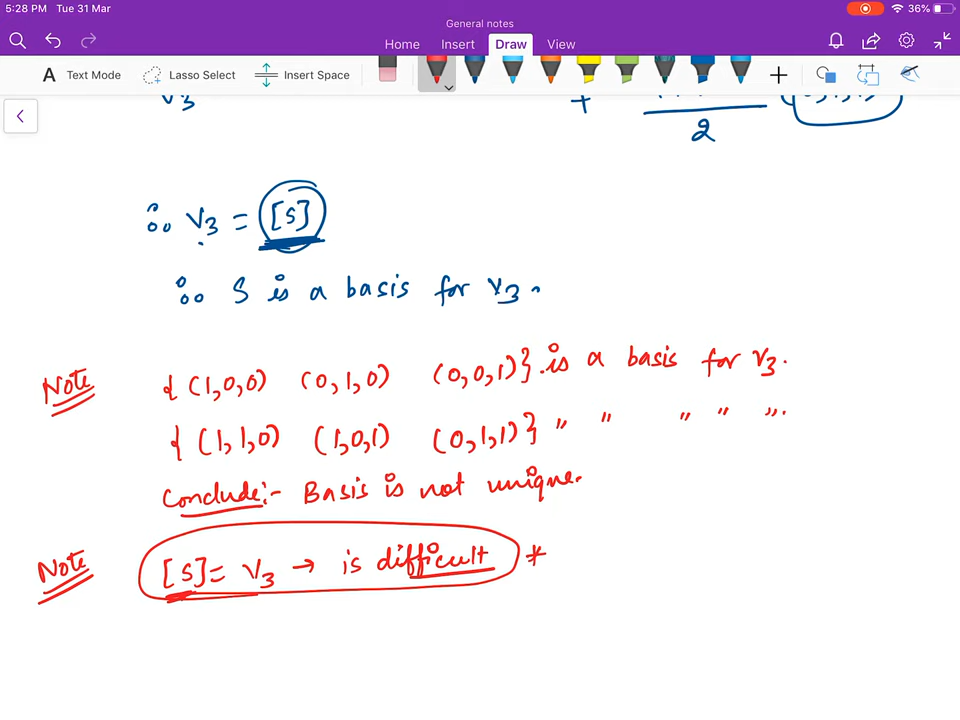 5:28 PM Tue 31 Mar
36%
General notes
Home Insert Draw View
A Text Mode Lasso Select Insert Space
V3 +
2
∴ V3 = [S]
∴ S is a basis for V3.
Note {(1,0,0) (0,1,0) (0,0,1)}. is a basis for V3.
{(1,1,0) (1,0,1) (0,1,1)} " " " " ".
Conclude:- Basis is not unique.
Note [S] = V3 → is difficult *